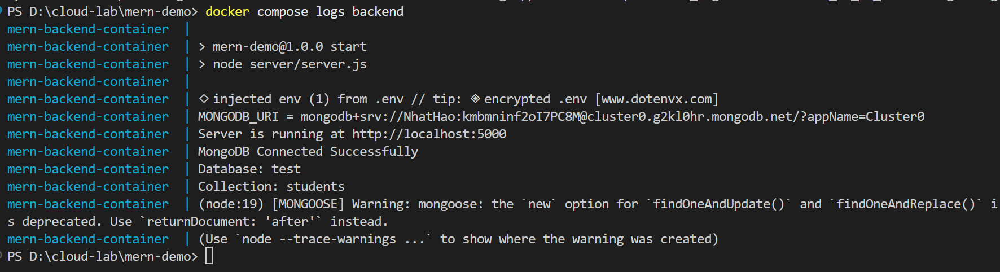 PS D:\cloud-lab\mern-demo> docker compose logs backend
mern-backend-container  |
mern-backend-container  | > mern-demo@1.0.0 start
mern-backend-container  | > node server/server.js
mern-backend-container  |
mern-backend-container  | ◇ injected env (1) from .env // tip: ◈ encrypted .env [www.dotenvx.com]
mern-backend-container  | MONGODB_URI = mongodb+srv://NhatHao:kmbmninf2oI7PC8M@cluster0.g2kl0hr.mongodb.net/?appName=Cluster0
mern-backend-container  | Server is running at http://localhost:5000
mern-backend-container  | MongoDB Connected Successfully
mern-backend-container  | Database: test
mern-backend-container  | Collection: students
mern-backend-container  | (node:19) [MONGOOSE] Warning: mongoose: the `new` option for `findOneAndUpdate()` and `findOneAndReplace()` i
s deprecated. Use `returnDocument: 'after'` instead.
mern-backend-container  | (Use `node --trace-warnings ...` to show where the warning was created)
PS D:\cloud-lab\mern-demo>